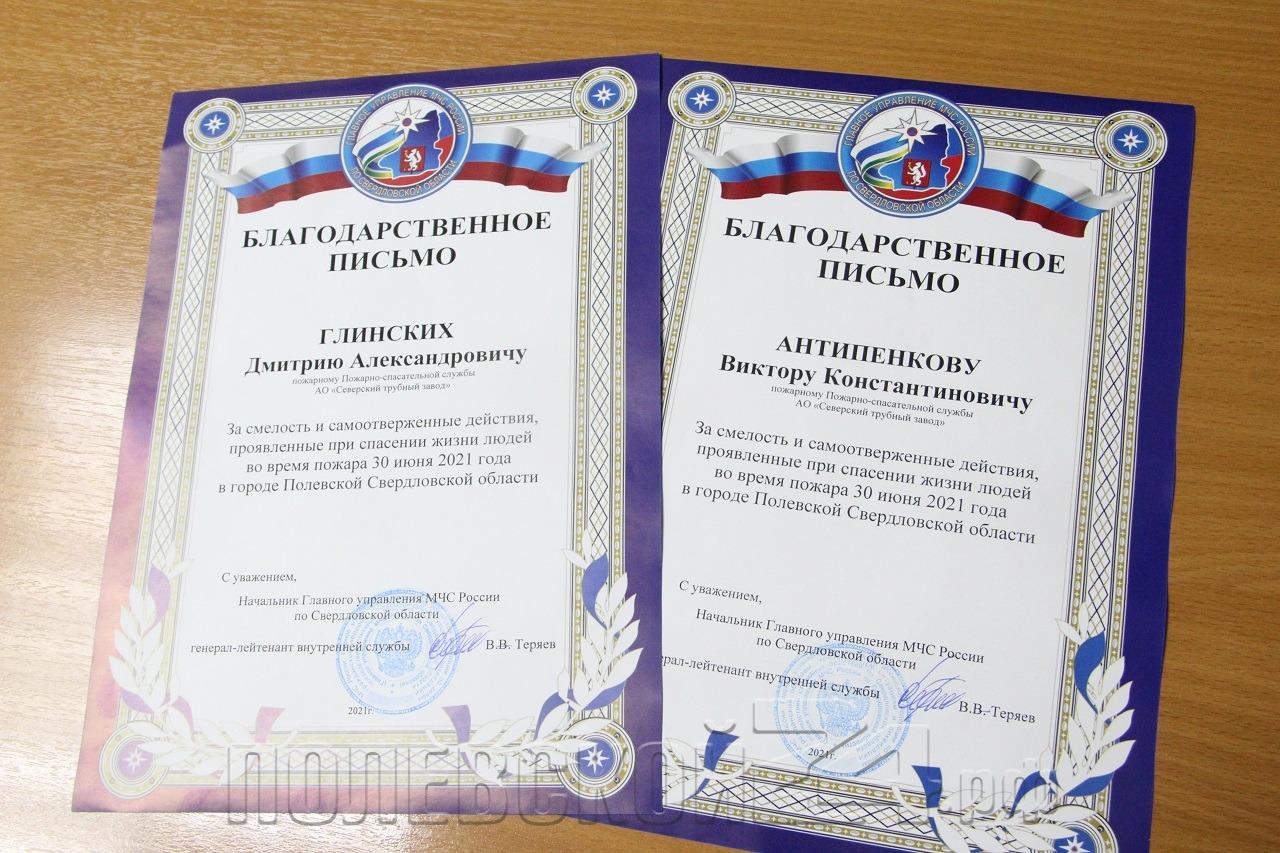 ГЛАВНОЕ УПРАВЛЕНИЕ МЧС РОССИИ
ПО СВЕРДЛОВСКОЙ ОБЛАСТИ
БЛАГОДАРСТВЕННОЕ
ПИСЬМО
ГЛИНСКИХ
Дмитрию Александровичу
пожарному Пожарно-спасательной службы
АО «Северский трубный завод»
За смелость и самоотверженные действия,
проявленные при спасении жизни людей
во время пожара 30 июня 2021 года
в городе Полевской Свердловской области
С уважением,
Начальник Главного управления МЧС России
по Свердловской области
генерал-лейтенант внутренней службы В.В. Теряев
2021г.
ГЛАВНОЕ УПРАВЛЕНИЕ МЧС РОССИИ
ПО СВЕРДЛОВСКОЙ ОБЛАСТИ
БЛАГОДАРСТВЕННОЕ
ПИСЬМО
АНТИПЕНКОВУ
Виктору Константиновичу
пожарному Пожарно-спасательной службы
АО «Северский трубный завод»
За смелость и самоотверженные действия,
проявленные при спасении жизни людей
во время пожара 30 июня 2021 года
в городе Полевской Свердловской области
С уважением,
Начальник Главного управления МЧС России
по Свердловской области
нерал-лейтенант внутренней службы В.В. Теряев
2021г.
ПОЛЕВСКОЙ 24.рф